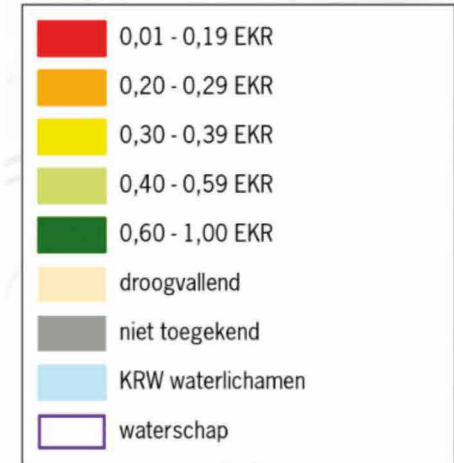 0,01 - 0,19 EKR
0,20 - 0,29 EKR
0,30 - 0,39 EKR
0,40 - 0,59 EKR
0,60 - 1,00 EKR
droogvallend
niet toegekend
KRW waterlichamen
waterschap